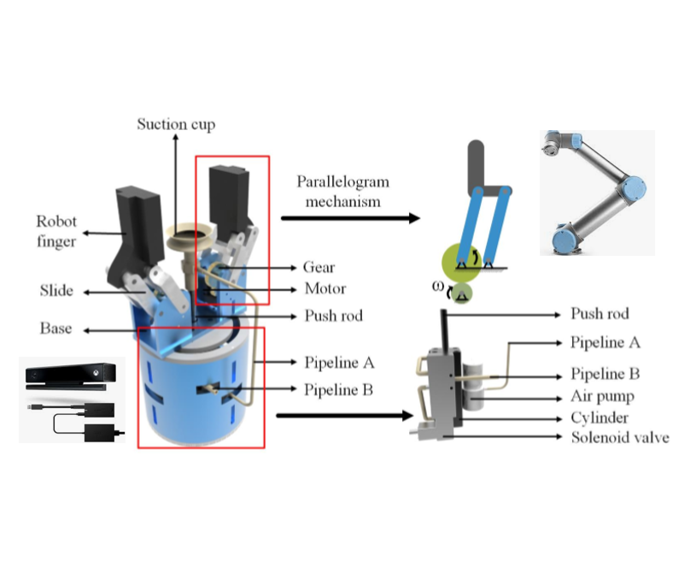 Suction cup
Parallelogram
mechanism
Robot
finger
Slide
Base
Gear
Motor
Push rod
Pipeline A
Pipeline B
ω
Push rod
Pipeline A
Pipeline B
Air pump
Cylinder
Solenoid valve